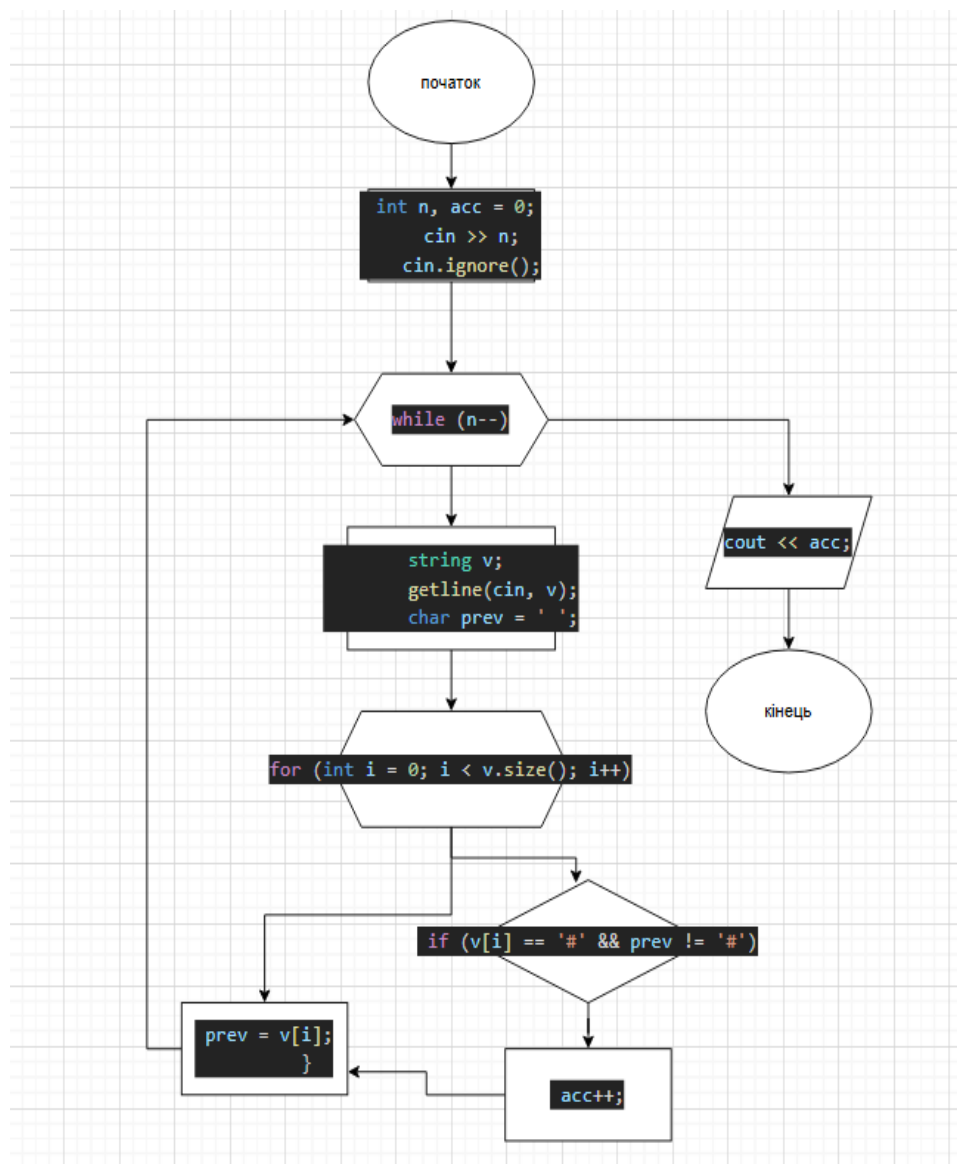 початок
int n, acc = 0;
cin >> n;
cin.ignore();
while (n--)
cout << acc;
string v;
getline(cin, v);
char prev = ' ';
кінець
for (int i = 0; i < v.size(); i++)
if (v[i] == '#' && prev != '#')
prev = v[i];
}
acc++;